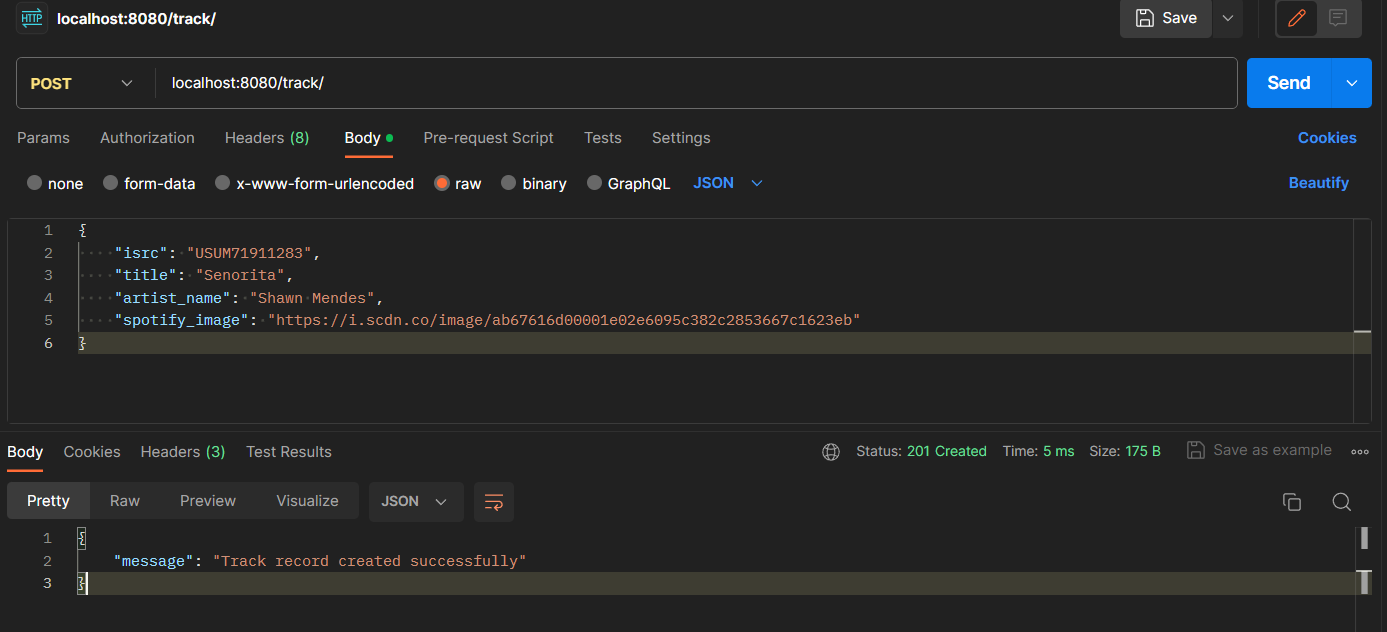 HTTP localhost:8080/track/ Save
POST localhost:8080/track/ Send
Params Authorization Headers (8) Body Pre-request Script Tests Settings Cookies
none form-data x-www-form-urlencoded raw binary GraphQL JSON Beautify
1 {
2 "isrc": "USUM71911283",
3 "title": "Senorita",
4 "artist_name": "Shawn Mendes",
5 "spotify_image": "https://i.scdn.co/image/ab67616d00001e02e6095c382c2853667c1623eb"
6 }
Body Cookies Headers (3) Test Results Status: 201 Created Time: 5 ms Size: 175 B Save as example
Pretty Raw Preview Visualize JSON
1 {
2 "message": "Track record created successfully"
3 }